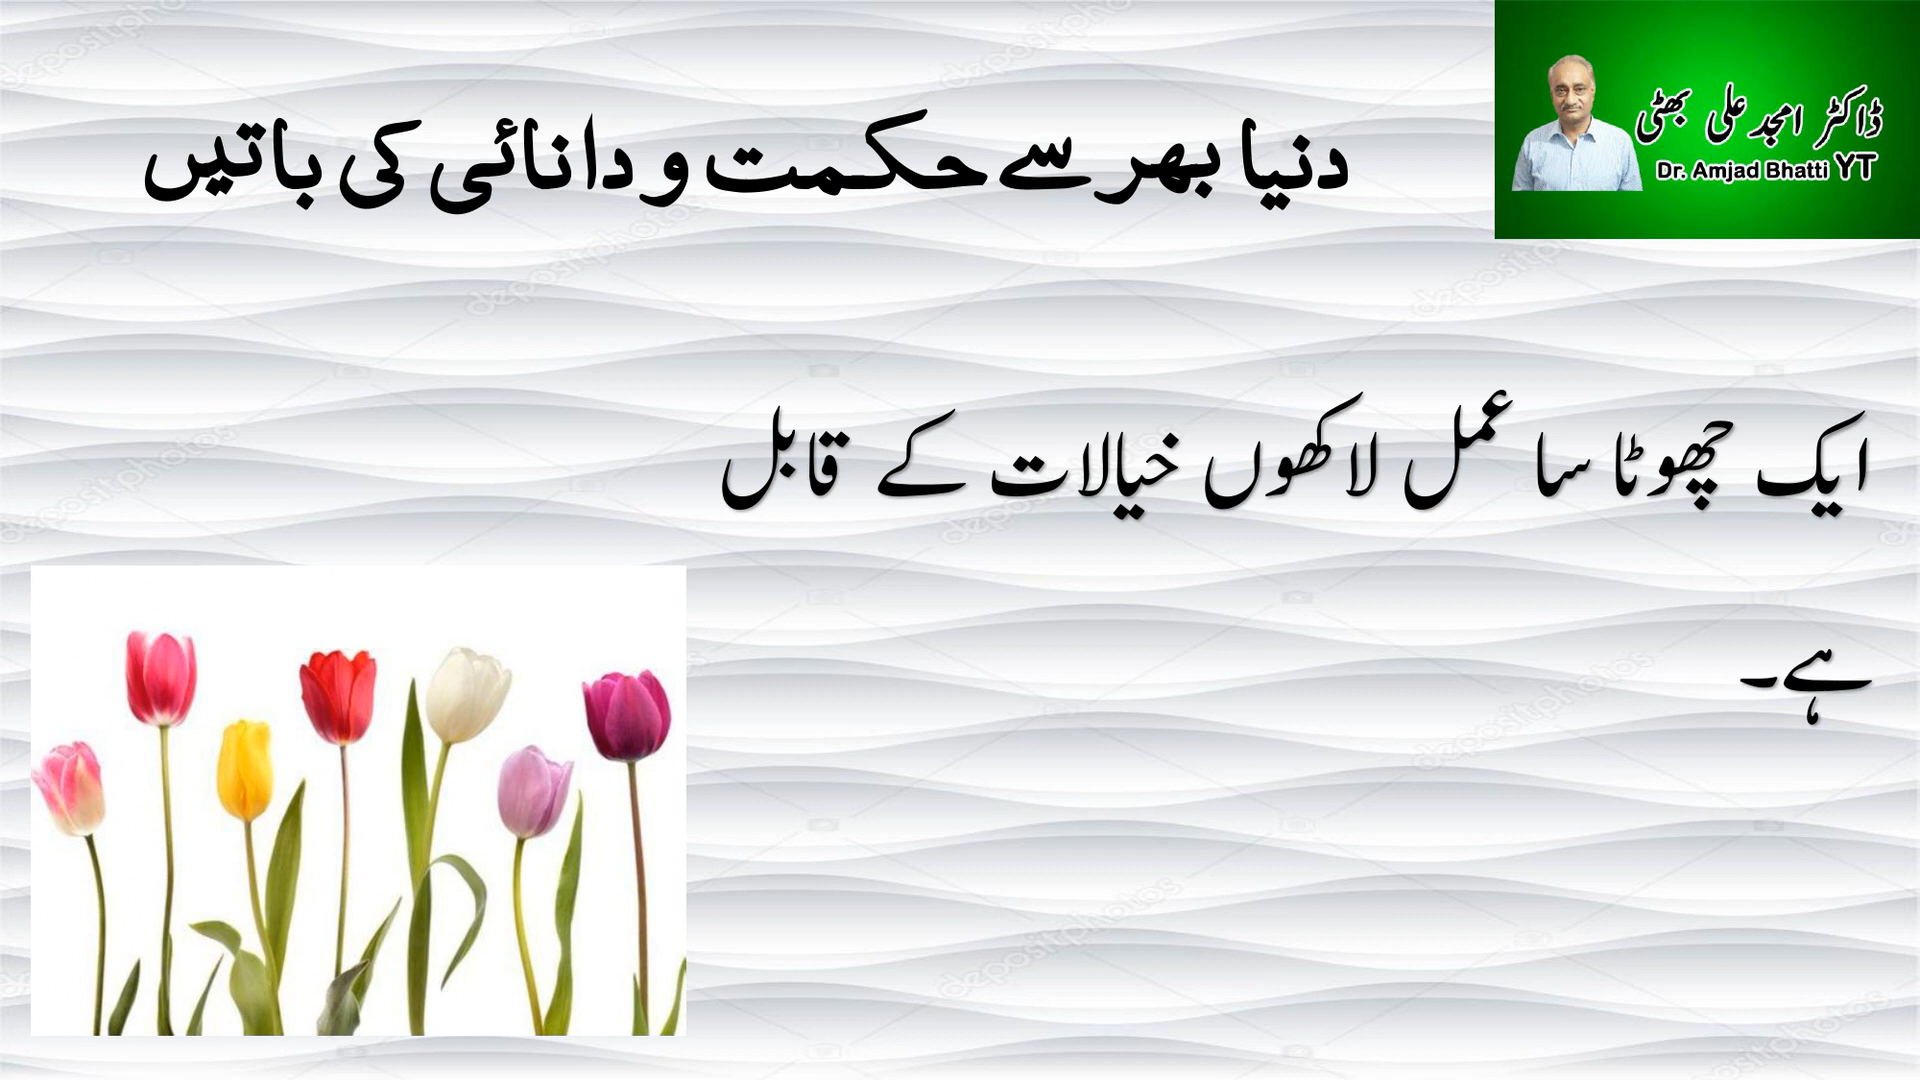 ڈاکٹر امجد علی بھٹی
Dr. Amjad Bhatti YT
دنیا بھر سے حکمت و دانائی کی باتیں
ایک چھوٹا سا عمل لاکھوں خیالات کے قابل
ہے۔
depositphotos